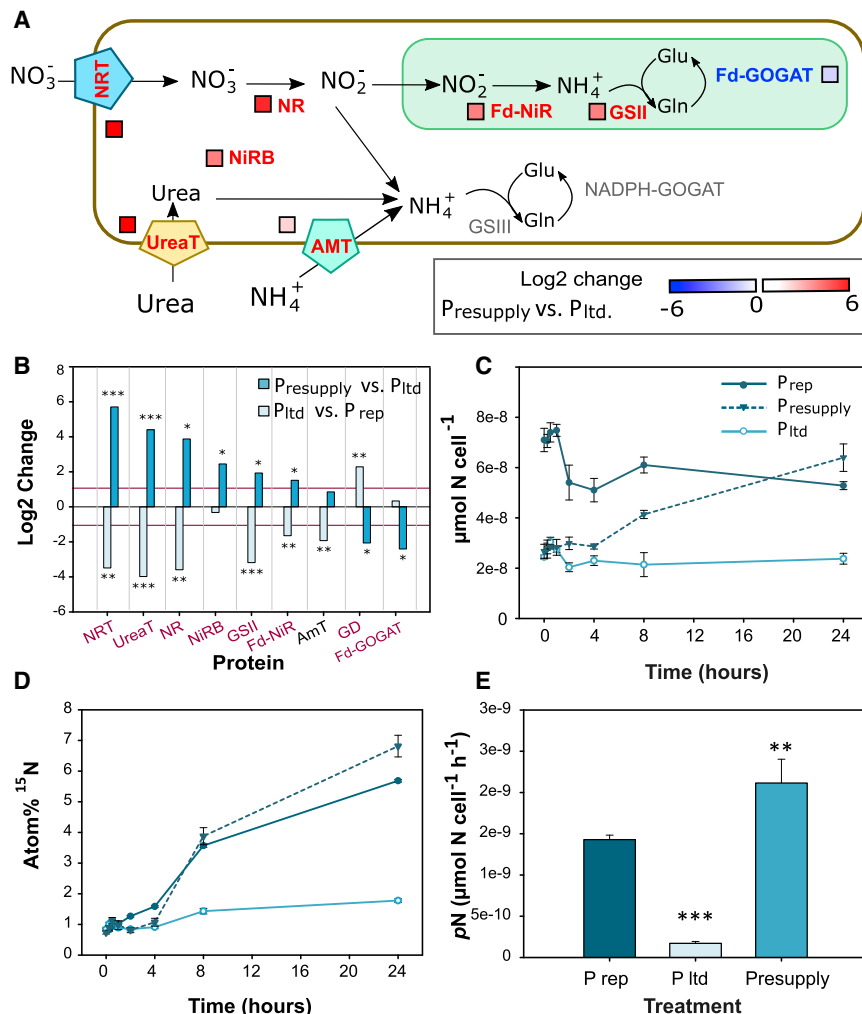 A
NO₃⁻
NRT
NO₃⁻
NO₂⁻
NO₂⁻
NH₄⁺
Glu
Gln
Fd-GOGAT
NR
Fd-NiR
GSII
NiRB
Urea
NH₄⁺
Glu
Gln
GSIII
NADPH-GOGAT
UreaT
AMT
Urea
NH₄⁺
Log2 change
Presupply vs. Pltd.
-6 0 6
B
Presupply vs. Pltd
Pltd vs. Prep
Log2 Change
8
6
4
2
0
-2
-4
-6
*** *** * * * * ** * *
** *** ** *** ** **
NRT UreaT NR NiRB GSII Fd-NiR AmT GD Fd-GOGAT
Protein
C
Prep
Presupply
Pltd
µmol N cell⁻¹
8e-8
6e-8
4e-8
2e-8
0
0 4 8 12 16 20 24
Time (hours)
D
Atom% ¹⁵N
8
7
6
5
4
3
2
1
0
0 4 8 12 16 20 24
Time (hours)
E
pN (µmol N cell⁻¹ h⁻¹)
3e-9
3e-9
2e-9
2e-9
1e-9
5e-10
0
***
**
P rep P ltd Presupply
Treatment